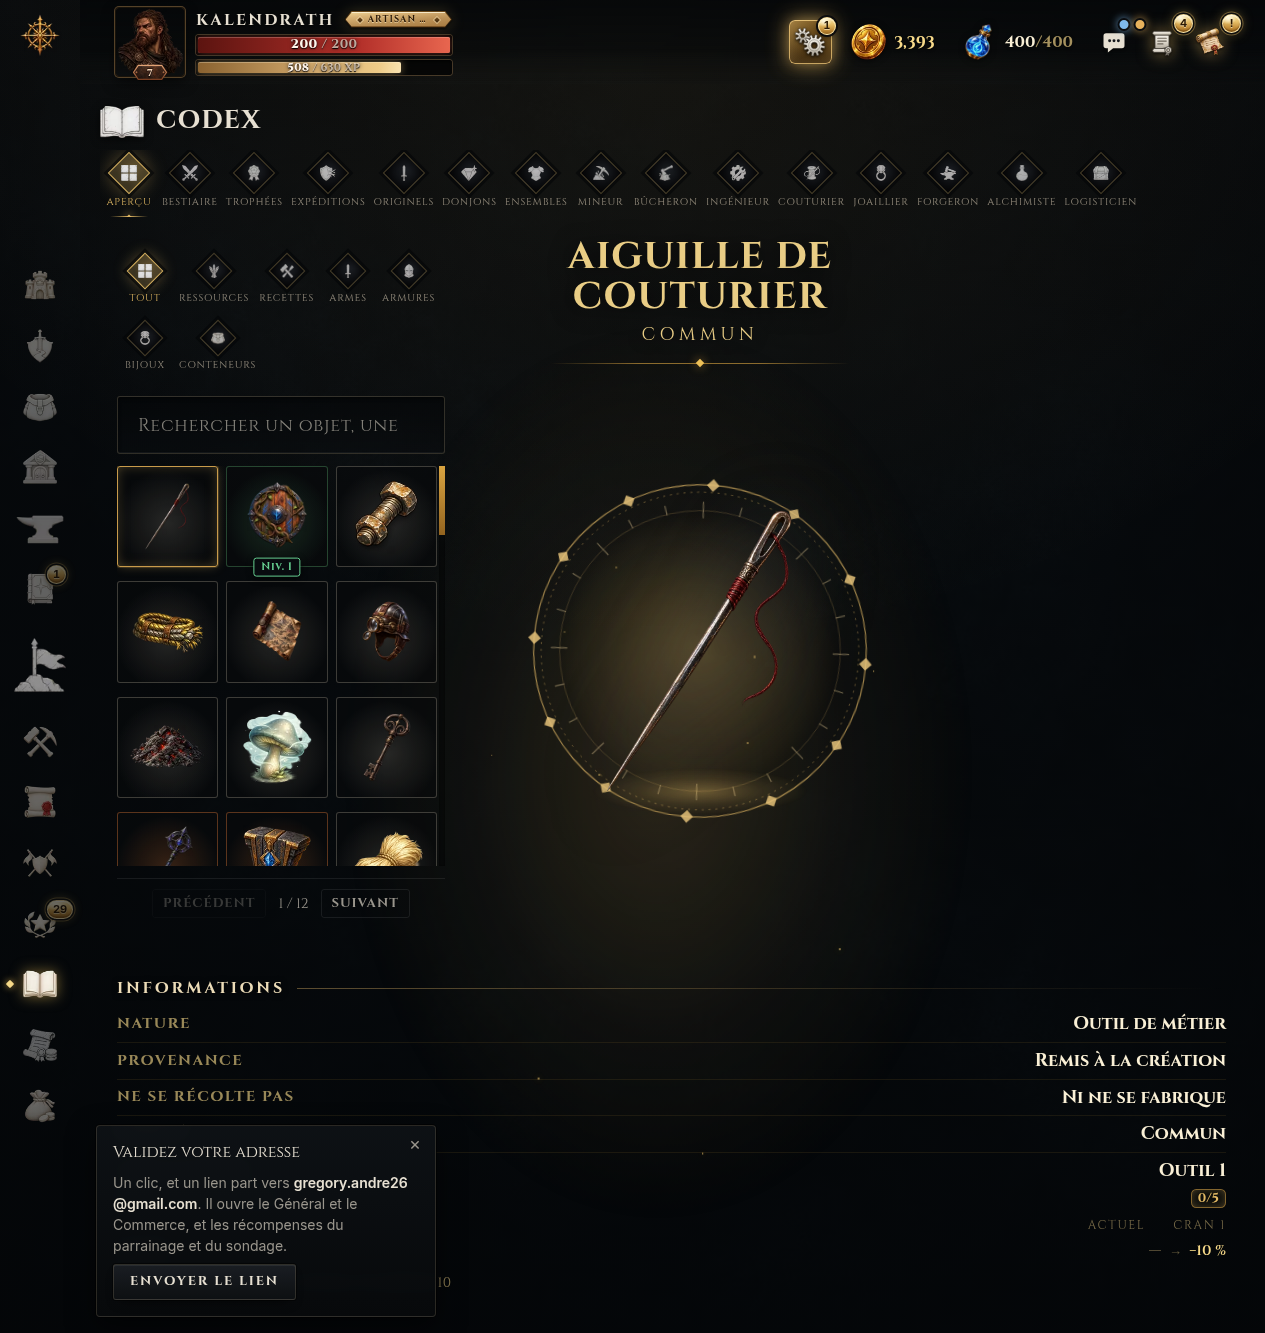 KALENDRATH
ARTISAN ...
200 / 200
508 / 630 XP
7
1
3,393
400/400
4
!
CODEX
APERÇU
BESTIAIRE
TROPHÉES
EXPÉDITIONS
ORIGINELS
DONJONS
ENSEMBLES
MINEUR
BÛCHERON
INGÉNIEUR
COUTURIER
JOAILLIER
FORGERON
ALCHIMISTE
LOGISTICIEN
TOUT
RESSOURCES
RECETTES
ARMES
ARMURES
BIJOUX
CONTENEURS
AIGUILLE DE
COUTURIER
COMMUN
RECHERCHER UN OBJET, UNE
NIV. 1
1
29
PRÉCÉDENT
1 / 12
SUIVANT
INFORMATIONS
NATURE
OUTIL DE MÉTIER
PROVENANCE
REMIS À LA CRÉATION
NE SE RÉCOLTE PAS
NI NE SE FABRIQUE
COMMUN
OUTIL 1
0/5
ACTUEL
CRAN 1
— → −10 %
10
VALIDEZ VOTRE ADRESSE
×
Un clic, et un lien part vers gregory.andre26
@gmail.com. Il ouvre le Général et le
Commerce, et les récompenses du
parrainage et du sondage.
ENVOYER LE LIEN